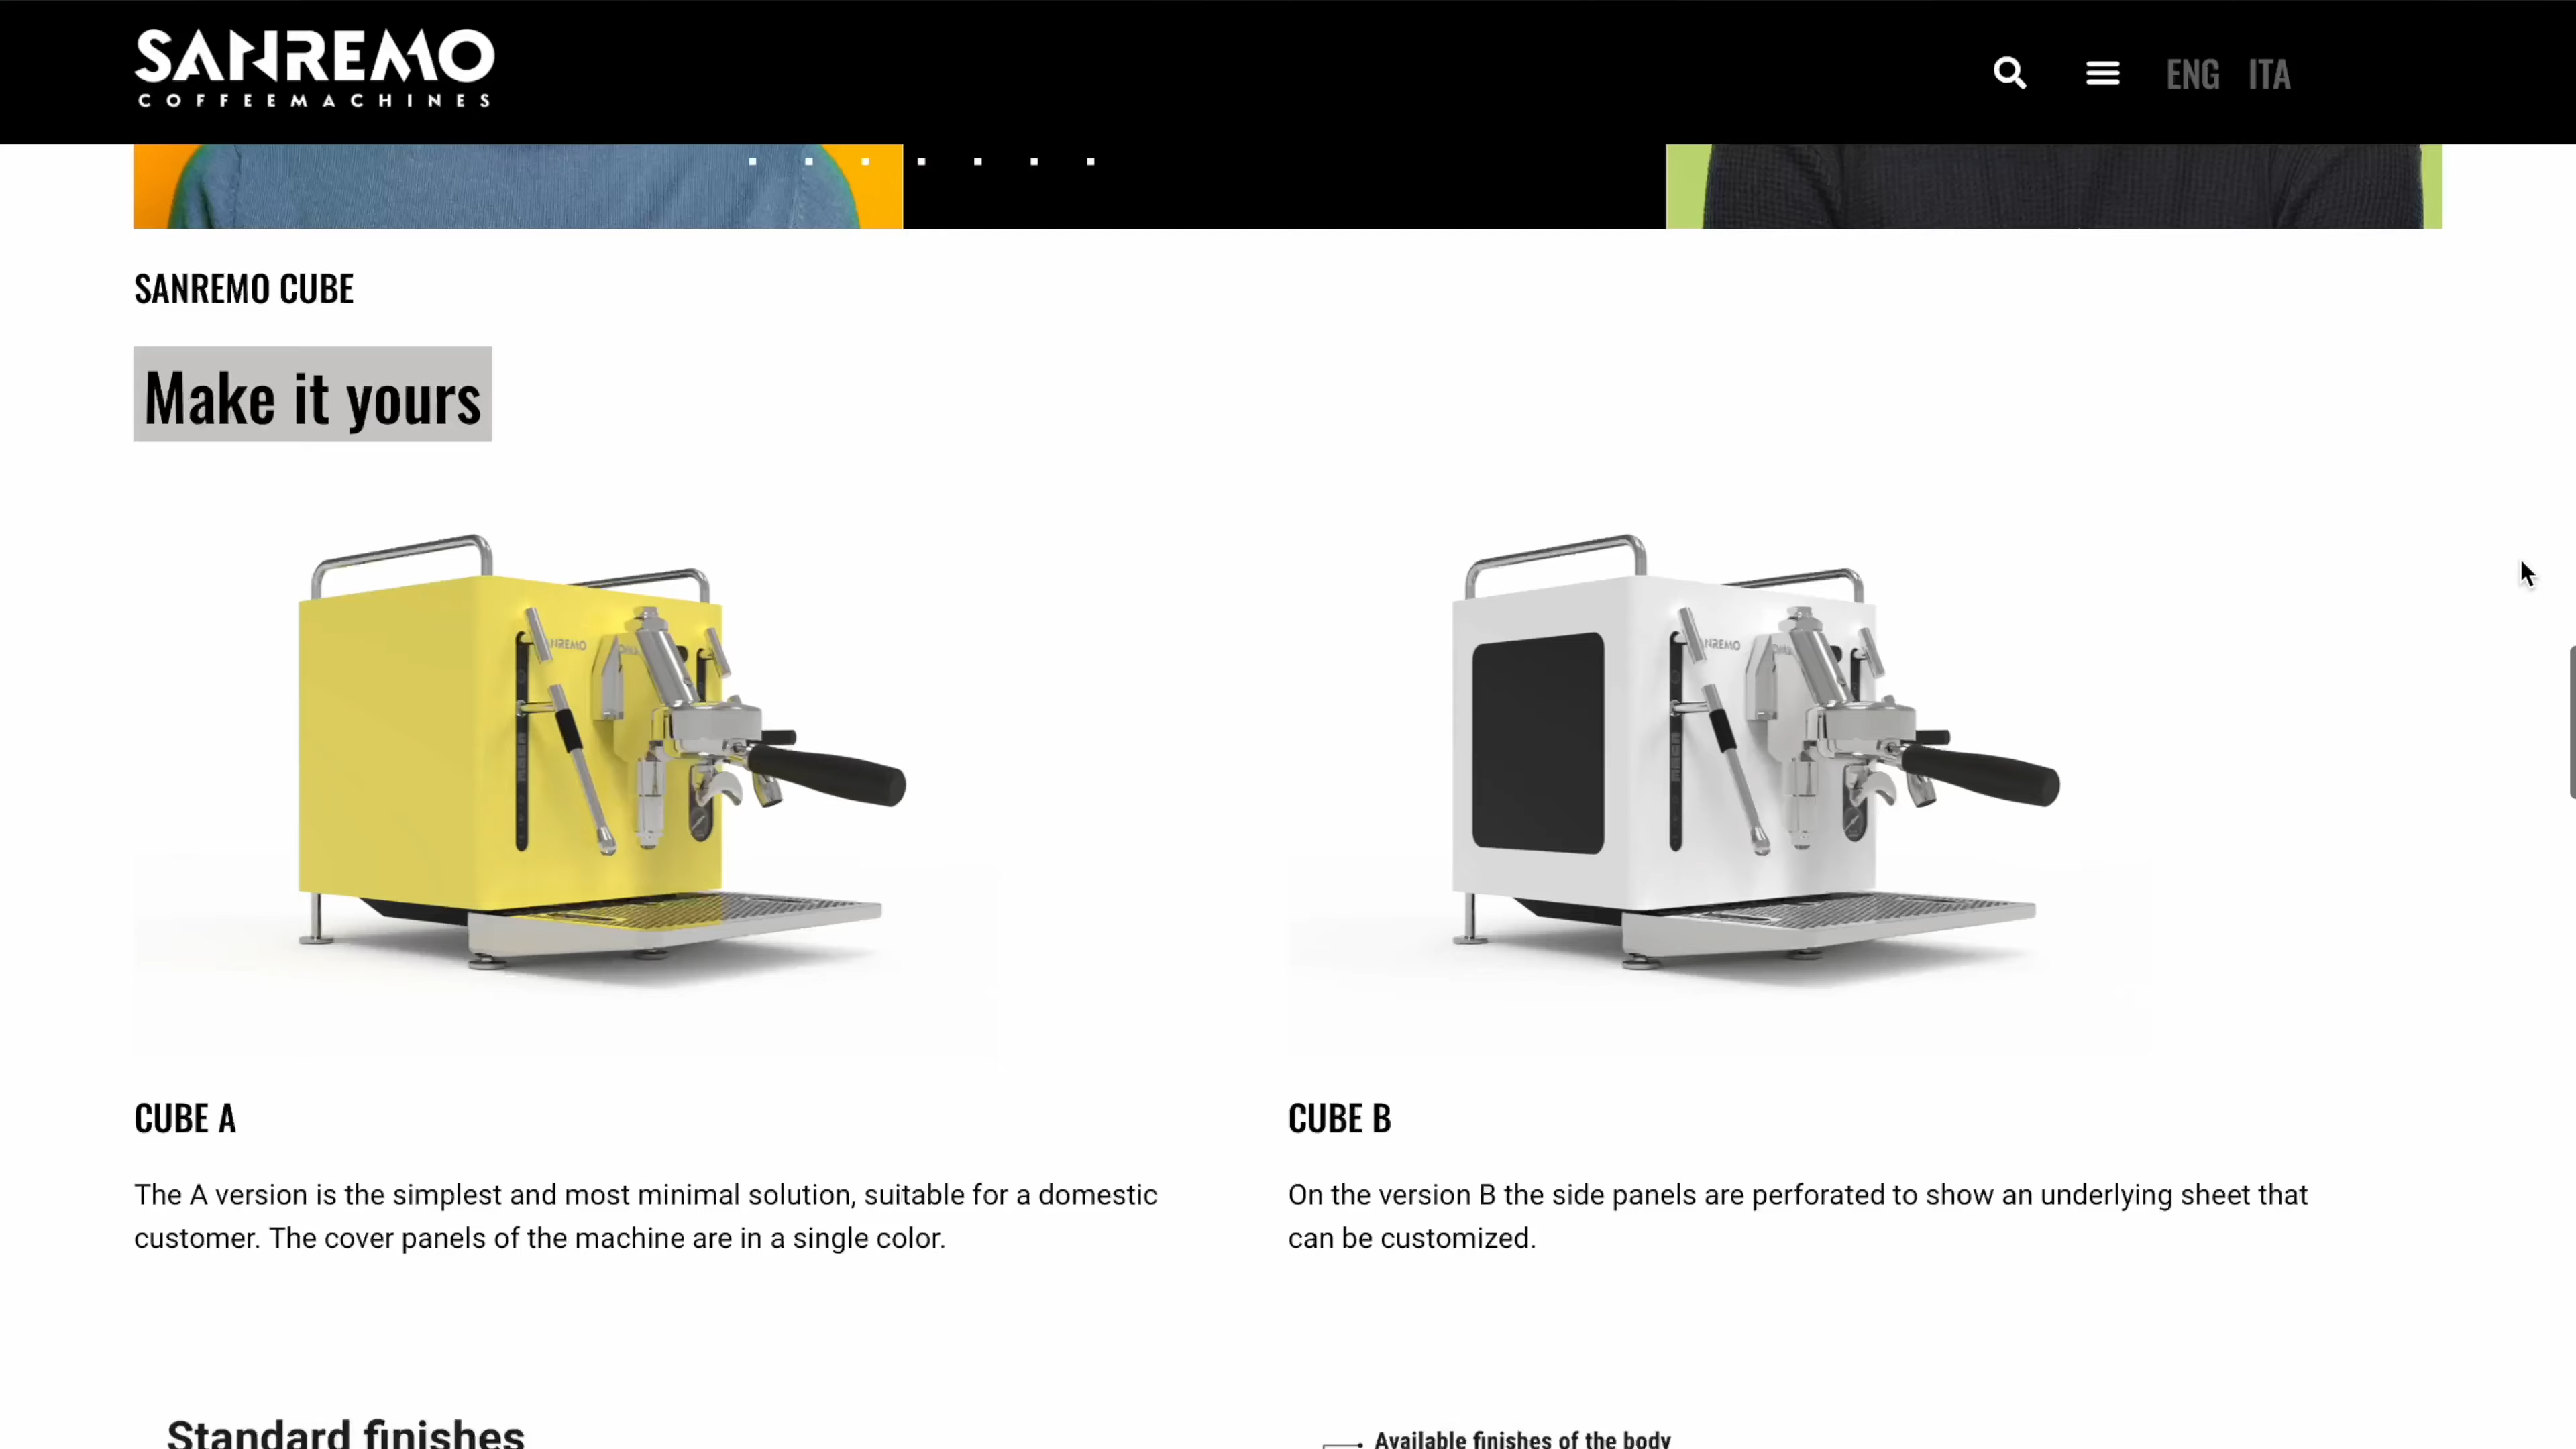 SANREMO
COFFEEMACHINES
ENG ITA
SANREMO CUBE
Make it yours
NREMO
NREMO
CUBE A
CUBE B
The A version is the simplest and most minimal solution, suitable for a domestic
customer. The cover panels of the machine are in a single color.
On the version B the side panels are perforated to show an underlying sheet that
can be customized.
Standard finishes
Available finishes of the body